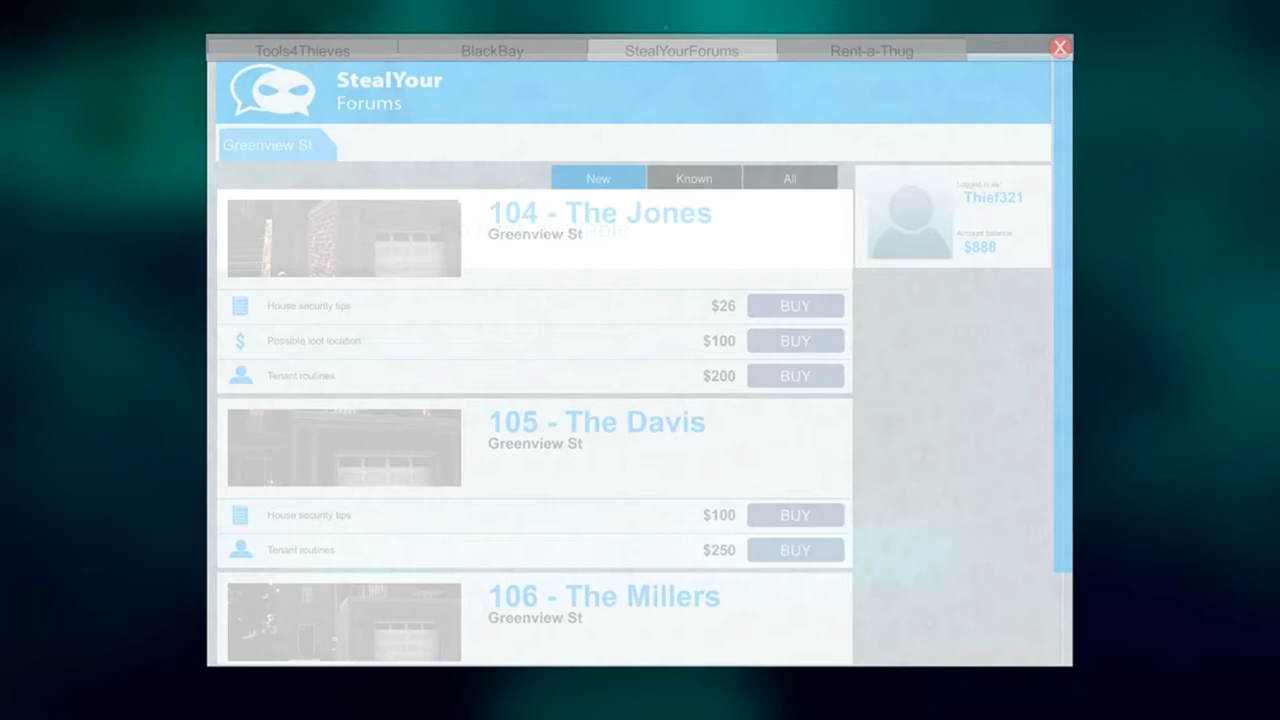 Tools4Thieves
BlackBay
StealYourForums
Rent-a-Thug
X
StealYour
Forums
Greenview St
New
Known
All
Logged in as:
Thief321
Account balance:
$888
104 - The Jones
Greenview St
House security tips
$26
BUY
Possible loot location
$100
BUY
Tenant routines
$200
BUY
105 - The Davis
Greenview St
House security tips
$100
BUY
Tenant routines
$250
BUY
106 - The Millers
Greenview St